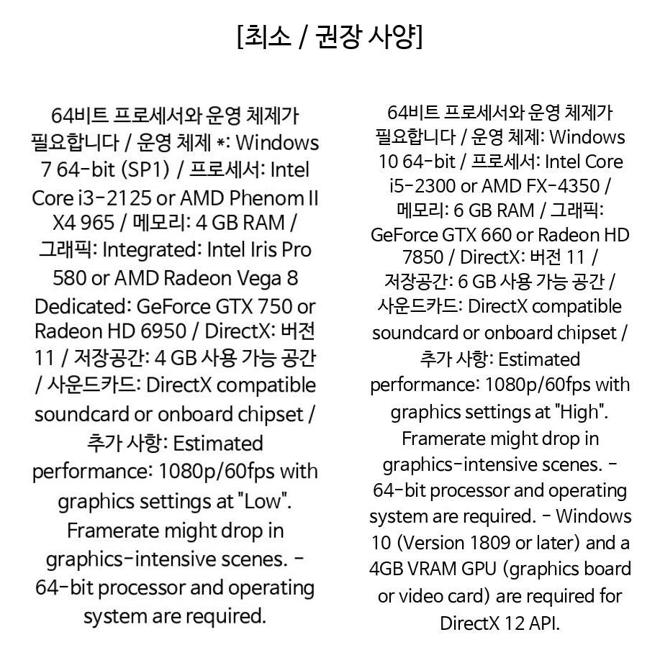 [최소 / 권장 사양]
64비트 프로세서와 운영 체제가
필요합니다 / 운영 체제 *: Windows
7 64-bit (SP1) / 프로세서: Intel
Core i3-2125 or AMD Phenom II
X4 965 / 메모리: 4 GB RAM /
그래픽: Integrated: Intel Iris Pro
580 or AMD Radeon Vega 8
Dedicated: GeForce GTX 750 or
Radeon HD 6950 / DirectX: 버전
11 / 저장공간: 4 GB 사용 가능 공간
/ 사운드카드: DirectX compatible
soundcard or onboard chipset /
추가 사항: Estimated
performance: 1080p/60fps with
graphics settings at "Low".
Framerate might drop in
graphics-intensive scenes. -
64-bit processor and operating
system are required.
64비트 프로세서와 운영 체제가
필요합니다 / 운영 체제: Windows
10 64-bit / 프로세서: Intel Core
i5-2300 or AMD FX-4350 /
메모리: 6 GB RAM / 그래픽:
GeForce GTX 660 or Radeon HD
7850 / DirectX: 버전 11 /
저장공간: 6 GB 사용 가능 공간 /
사운드카드: DirectX compatible
soundcard or onboard chipset /
추가 사항: Estimated
performance: 1080p/60fps with
graphics settings at "High".
Framerate might drop in
graphics-intensive scenes. -
64-bit processor and operating
system are required. - Windows
10 (Version 1809 or later) and a
4GB VRAM GPU (graphics board
or video card) are required for
DirectX 12 API.